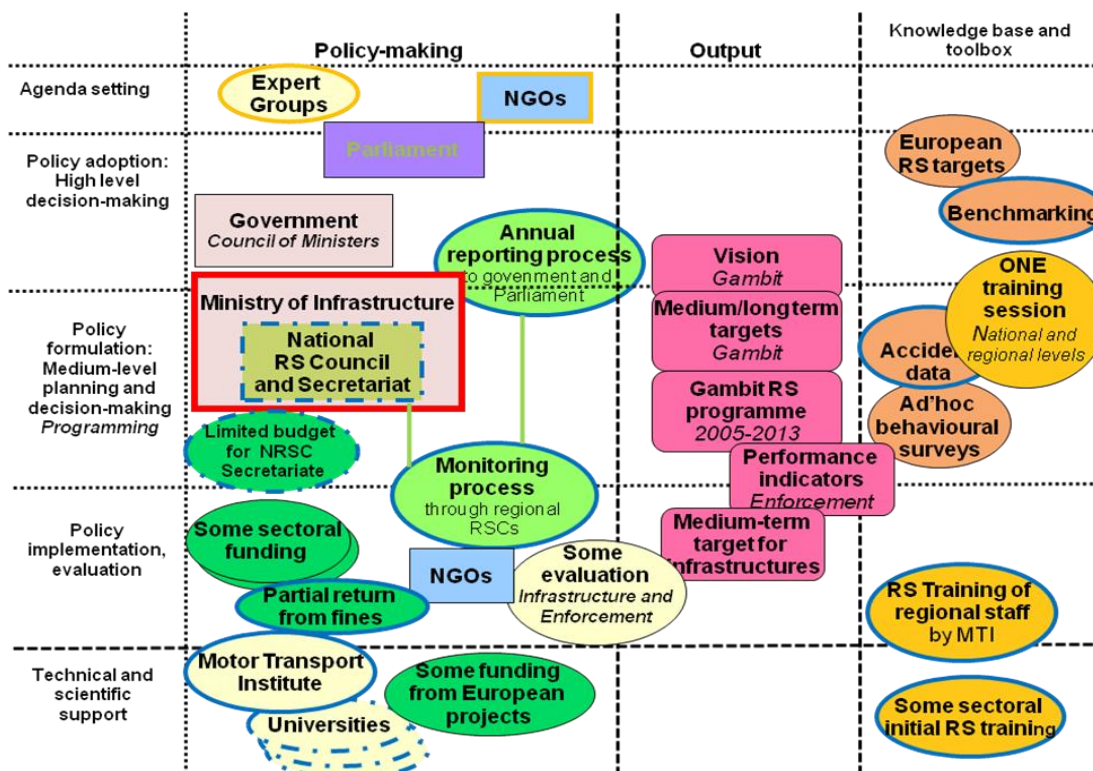 Policy-making
Output
Knowledge base and
toolbox
Agenda setting
Expert
Groups
NGOs
Parliament
Policy adoption:
High level
decision-making
European
RS targets
Benchmarking
Government
Council of Ministers
Annual
reporting process
to govenment and
Parliament
Vision
Gambit
ONE
training
session
National and
regional levels
Policy
formulation:
Medium-level
planning and
decision-making
Programming
Ministry of Infrastructure
National
RS Council
and Secretariat
Medium/long term
targets
Gambit
Accident
data
Gambit RS
programme
2005-2013
Ad'hoc
behavioural
surveys
Limited budget
for NRSC
Secretariate
Monitoring
process
through regional
RSCs
Performance
indicators
Enforcement
Policy
implementation,
evaluation
Some sectoral
funding
Medium-term
target for
infrastructures
NGOs
Some
evaluation
Infrastructure and
Enforcement
Partial return
from fines
RS Training of
regional staff
by MTI
Technical and
scientific
support
Motor Transport
Institute
Universities
Some funding
from European
projects
Some sectoral
initial RS training